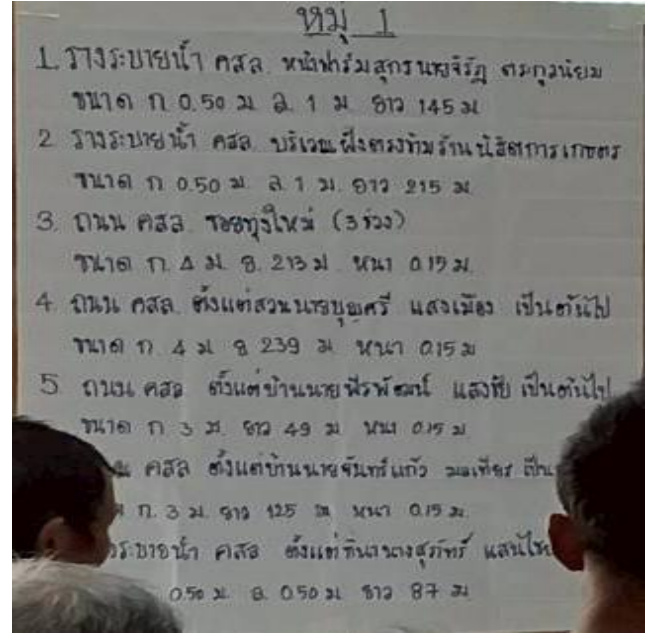 หมู่ 1
1. รางระบายน้ำ คสล. หน้าฟาร์มสุกรนายจิรัฏ ตระกูลนิยม
ขนาด ก 0.50 ม. ล. 1 ม. ยาว 145 ม
2. รางระบายน้ำ คสล. บริเวณฝั่งตรงข้ามร้านนิสิตการเกษตร
ขนาด ก 0.50 ม. ล. 1 ม. ยาว 215 ม.
3. ถนน คสล. ซอยทุ่งใหม่ (3 ช่วง)
ขนาด ก. 4 ม. ย. 213 ม. หนา 0.15 ม.
4. ถนน คสล. ตั้งแต่สวนนายบุญศรี แสงเมือง เป็นต้นไป
ขนาด ก. 4 ม ย 239 ม หนา 0.15 ม
5. ถนน คสล ตั้งแต่บ้านนายพีรพัฒน์ แสงชัย เป็นต้นไป
ขนาด ก 3 ม. ยาว 49 ม หนา 0.15 ม
คสล ตั้งแต่บ้านนายจันทร์แก้ว เป็น
ก. 3 ม. ยาว 125 ม หนา 0.15 ม.
ระบายน้ำ คสล ตั้งแต่ที่นานาง
0.50 ม. ล. 0.50 ม ยาว 87 ม